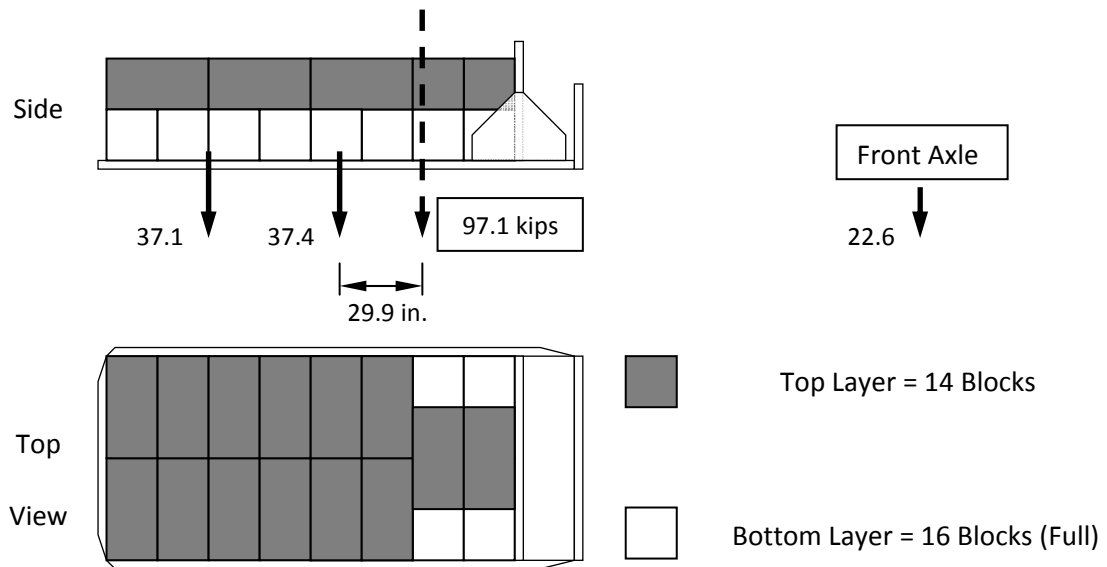 Side
Front Axle
97.1 kips
37.1
37.4
22.6
29.9 in.
Top Layer = 14 Blocks
Top
View
Bottom Layer = 16 Blocks (Full)